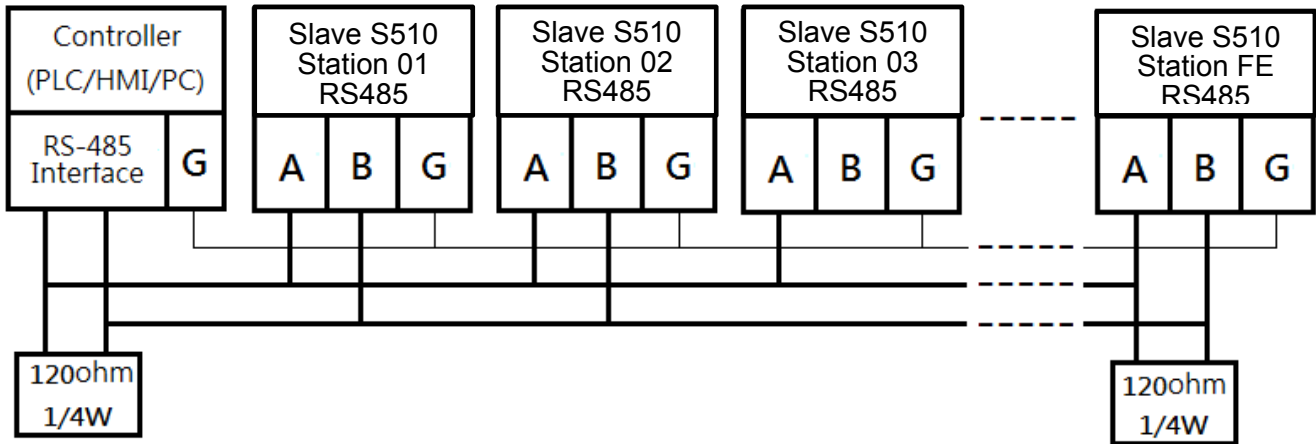 Controller
(PLC/HMI/PC)
RS-485
Interface
G
Slave S510
Station 01
RS485
A B G
Slave S510
Station 02
RS485
A B G
Slave S510
Station 03
RS485
A B G
Slave S510
Station FE
RS485
A B G
120ohm
1/4W
120ohm
1/4W